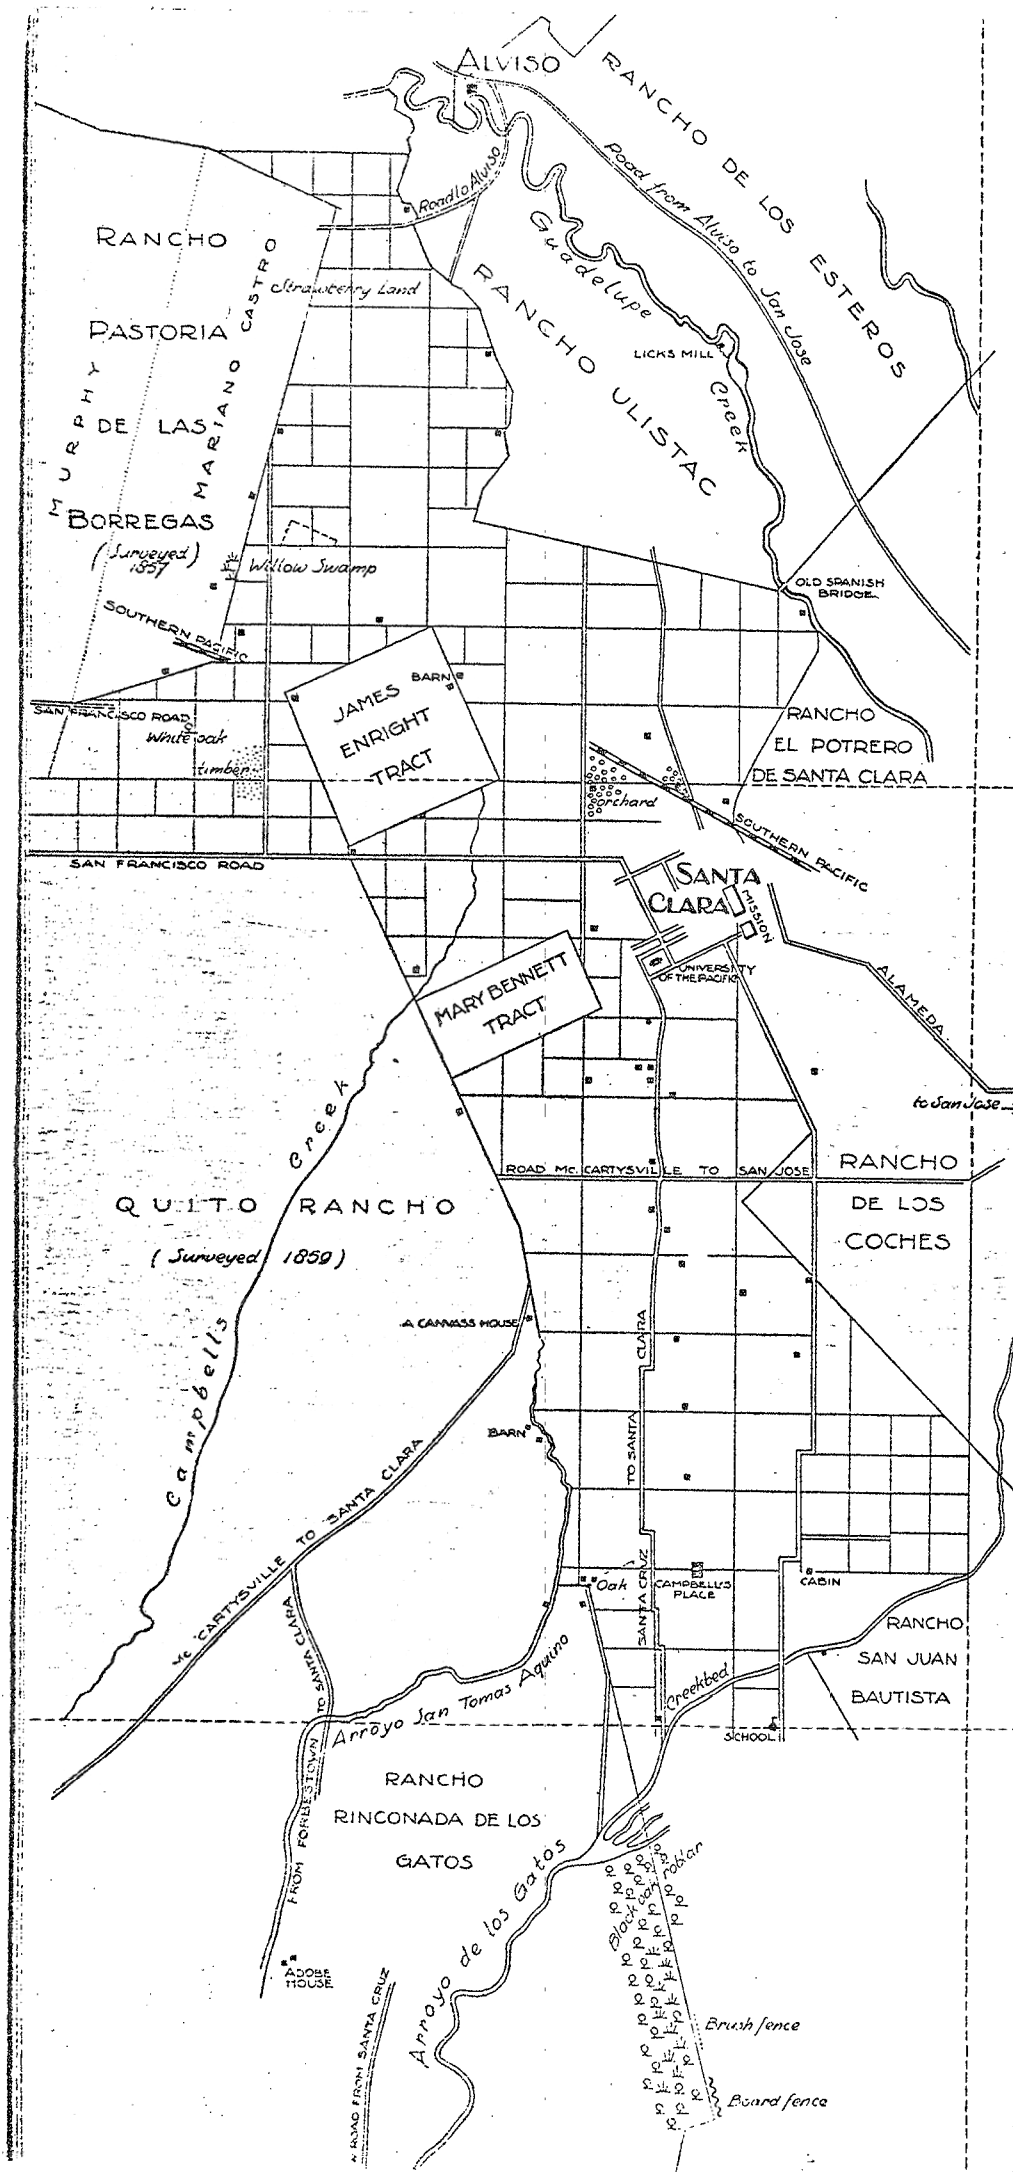 ALVISO
RANCHO DE LOS ESTEROS
Road to Alviso
Road from Alviso to San Jose
RANCHO
PASTORIA
DE LAS
BORREGAS
(Surveyed)
1857
MURPHY
MARIANO CASTRO
Strawberry Land
RANCHO ULISTAC
Guadelupe Creek
LICKS MILL
Willow Swamp
OLD SPANISH
BRIDGE
SOUTHERN PACIFIC
SAN FRANCISCO ROAD
White oak
timber
JAMES
ENRIGHT
TRACT
BARN
RANCHO
EL POTRERO
DE SANTA CLARA
orchard
SOUTHERN PACIFIC
SAN FRANCISCO ROAD
SANTA
CLARA
MISSION
UNIVERSITY
OF THE PACIFIC
MARY BENNETT
TRACT
ALAMEDA
to San Jose
Campbells Creek
QUITO RANCHO
(Surveyed 1859)
ROAD Mc.CARTYSVILLE TO SAN JOSE
RANCHO
DE LOS
COCHES
A CANVASS HOUSE
BARN
Mc CARTYSVILLE TO SANTA CLARA
SANTA CRUZ TO SANTA CLARA
Oak
CAMPBELL'S
PLACE
CABIN
RANCHO
SAN JUAN
BAUTISTA
FROM FORBESTOWN TO SANTA CLARA
Arroyo San Tomas Aquino
Creekbed
SCHOOL
RANCHO
RINCONADA DE LOS
GATOS
Arroyo de los Gatos
Black oak roblar
ADOBE
HOUSE
ROAD FROM SANTA CRUZ
Brush fence
Board fence